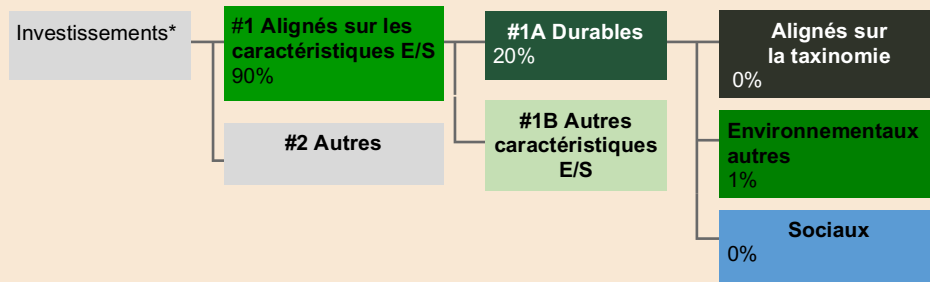 Investissements*
#1 Alignés sur les
caractéristiques E/S
90%
#2 Autres
#1A Durables
20%
#1B Autres
caractéristiques
E/S
Alignés sur
la taxinomie
0%
Environnementaux
autres
1%
Sociaux
0%